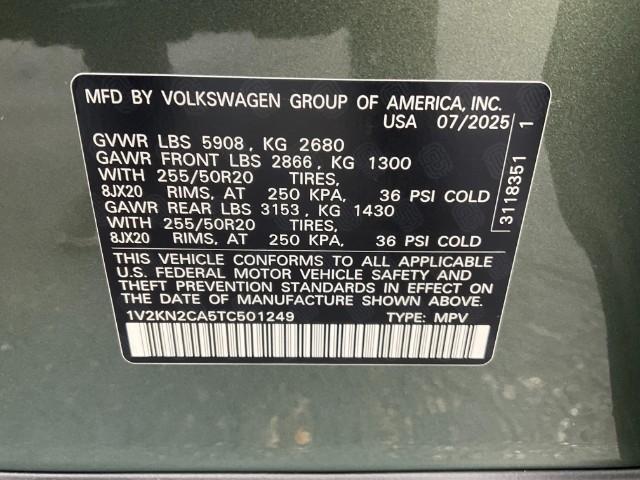 MFD BY VOLKSWAGEN GROUP OF AMERICA, INC.
USA 07/2025
GVWR LBS 5908, KG 2680
GAWR FRONT LBS 2866, KG 1300
WITH 255/50R20 TIRES,
8JX20 RIMS, AT 250 KPA, 36 PSI COLD
GAWR REAR LBS 3153, KG 1430
WITH 255/50R20 TIRES,
8JX20 RIMS, AT 250 KPA, 36 PSI COLD
THIS VEHICLE CONFORMS TO ALL APPLICABLE
U.S. FEDERAL MOTOR VEHICLE SAFETY AND
THEFT PREVENTION STANDARDS IN EFFECT ON
THE DATE OF MANUFACTURE SHOWN ABOVE.
1V2KN2CA5TC501249 TYPE: MPV
3118351 1